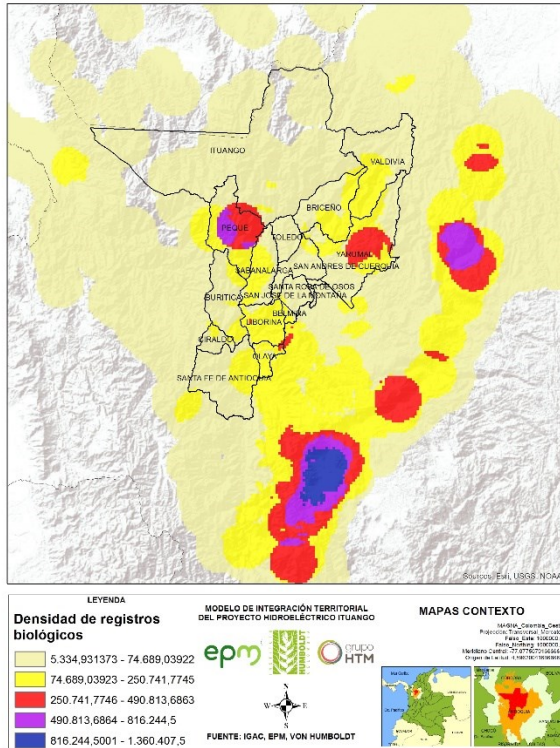 ITUANGO
VALDIVIA
BRICEÑO
PEQUE
TOLEDO
YARUMAL
SABANALARGA
SAN ANDRES DE CUERQUIA
SANTA ROSA DE OSOS
SAN JOSE DE LA MONTAÑA
BURITICA
BELMIRA
LIBORINA
GIRALDO
OLAYA
SANTA FE DE ANTIOQUIA
Sources: Esri, USGS, NOAA
LEYENDA
Densidad de registros
biológicos
5.334,931373 - 74.689,03922
74.689,03923 - 250.741,7745
250.741,7746 - 490.813,6863
490.813,6864 - 816.244,5
816.244,5001 - 1.360.407,5
MODELO DE INTEGRACIÓN TERRITORIAL
DEL PROYECTO HIDROELÉCTRICO ITUANGO
epm
HUMBOLDT
grupo
HTM
N
S
FUENTE: IGAC, EPM, VON HUMBOLDT
MAPAS CONTEXTO